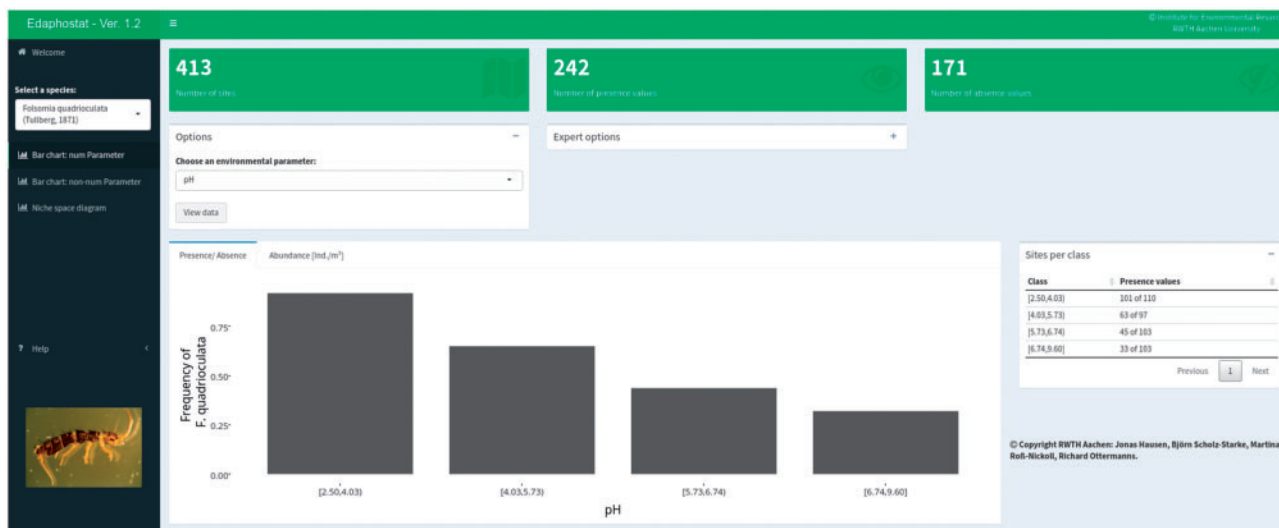 Edaphostat - Ver. 1.2
© Institute for Environmental Resear
RWTH Aachen University
Welcome
Select a species:
Folsomia quadrioculata
(Tullberg, 1871)
Bar chart: num Parameter
Bar chart: non-num Parameter
Niche space diagram
? Help
413
Number of sites
242
Number of presence values
171
Number of absence values
Options
Expert options
Choose an environmental parameter:
pH
View data
Presence/ Absence
Abundance [Ind./m²]
Frequency of
F. quadrioculata
0.75
0.50
0.25
0.00
[2.50,4.03)
[4.03,5.73)
[5.73,6.74)
[6.74,9.60]
pH
Sites per class
Class Presence values
[2.50,4.03) 101 of 110
[4.03,5.73) 63 of 97
[5.73,6.74) 45 of 103
[6.74,9.60] 33 of 103
Previous 1 Next
© Copyright RWTH Aachen: Jonas Hausen, Björn Scholz-Starke, Martina
Roß-Nickoll, Richard Ottermanns.